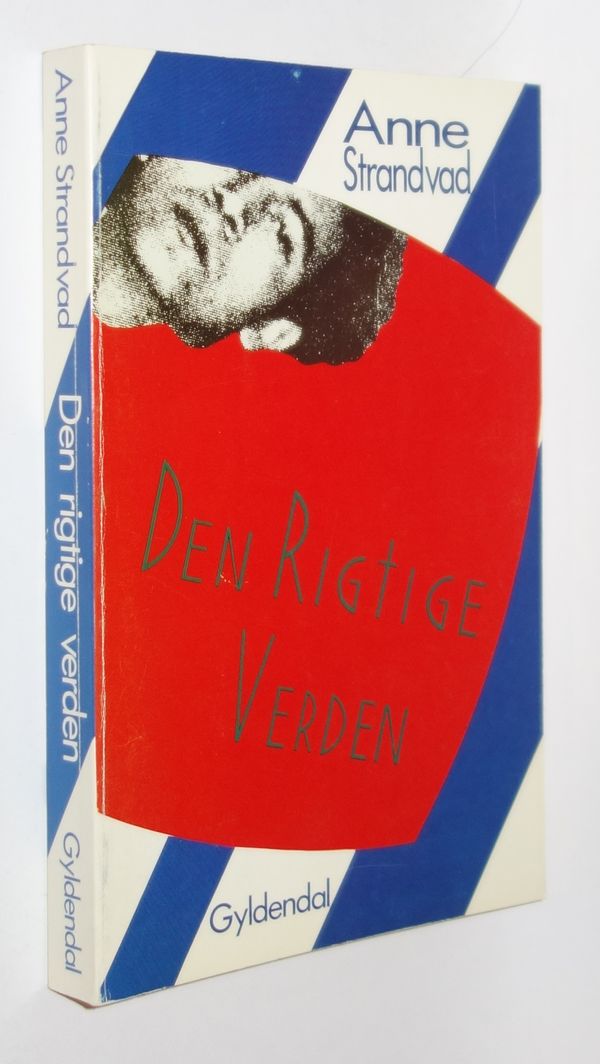 Anne Strandvad Den rigtige verden Gyldendal
Anne
Strandvad
DEN RIGTIGE
VERDEN
Gyldendal